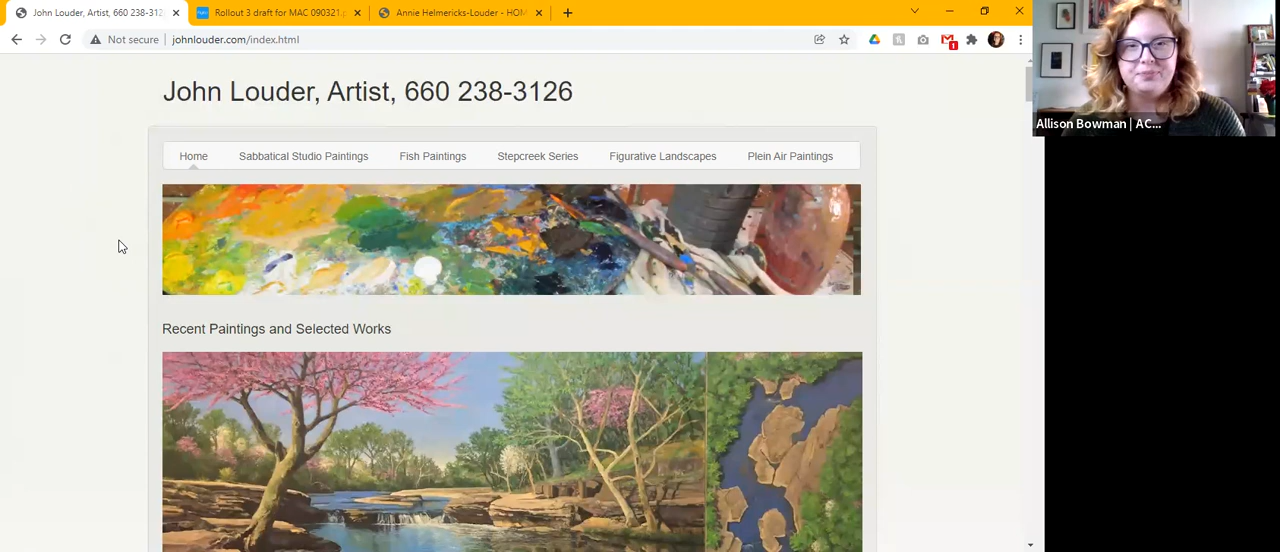 John Louder, Artist, 660 238-312
Rollout 3 draft for MAC 090321.
Annie Helmericks-Louder - HOM
Not secure | johnlouder.com/index.html
1
John Louder, Artist, 660 238-3126
Home Sabbatical Studio Paintings Fish Paintings Stepcreek Series Figurative Landscapes Plein Air Paintings
Recent Paintings and Selected Works
Allison Bowman | AC...